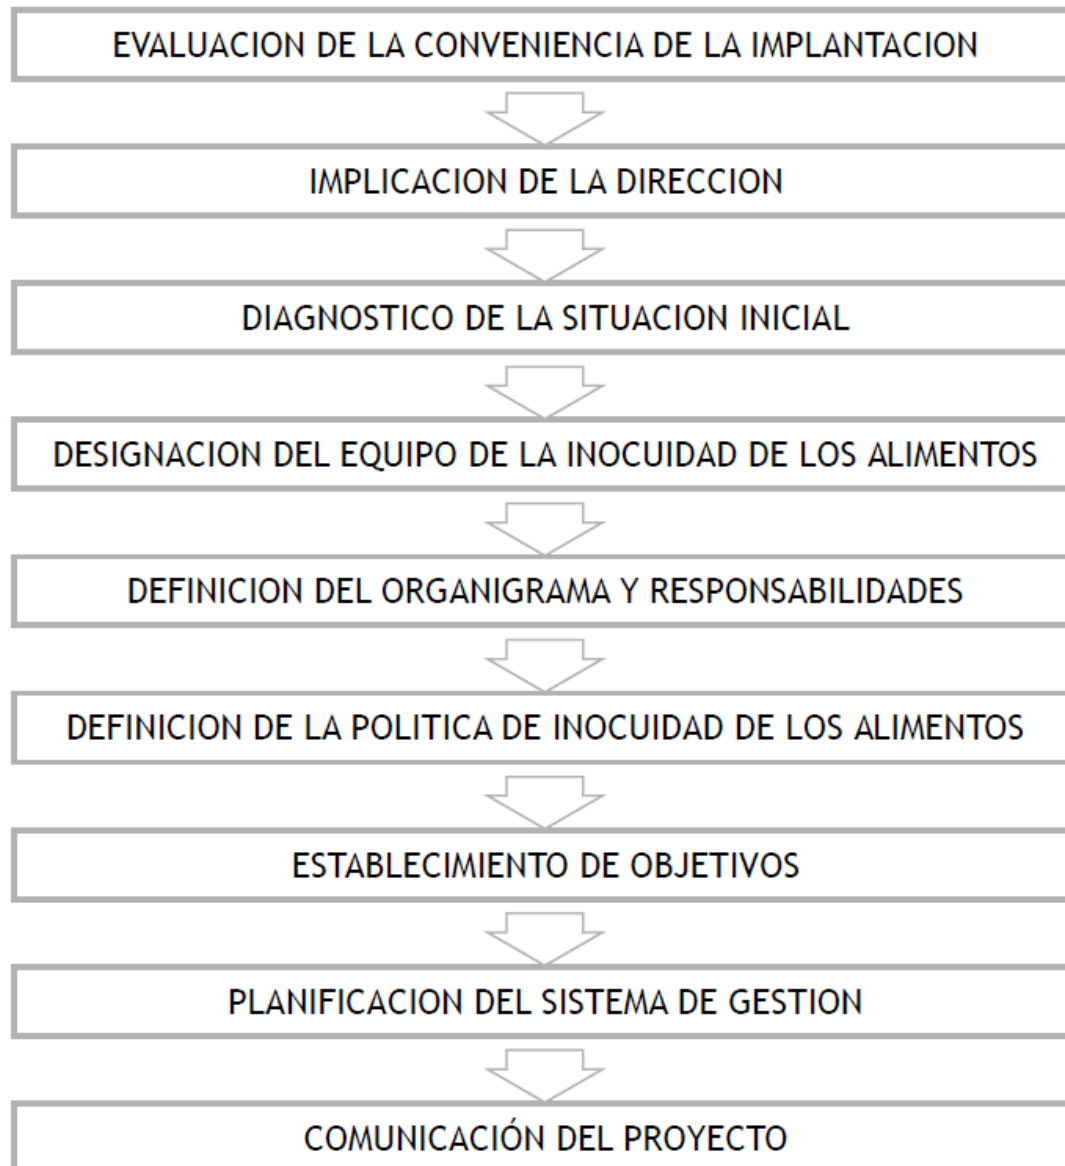 EVALUACION DE LA CONVENIENCIA DE LA IMPLANTACION
IMPLICACION DE LA DIRECCION
DIAGNOSTICO DE LA SITUACION INICIAL
DESIGNACION DEL EQUIPO DE LA INOCUIDAD DE LOS ALIMENTOS
DEFINICION DEL ORGANIGRAMA Y RESPONSABILIDADES
DEFINICION DE LA POLITICA DE INOCUIDAD DE LOS ALIMENTOS
ESTABLECIMIENTO DE OBJETIVOS
PLANIFICACION DEL SISTEMA DE GESTION
COMUNICACIÓN DEL PROYECTO